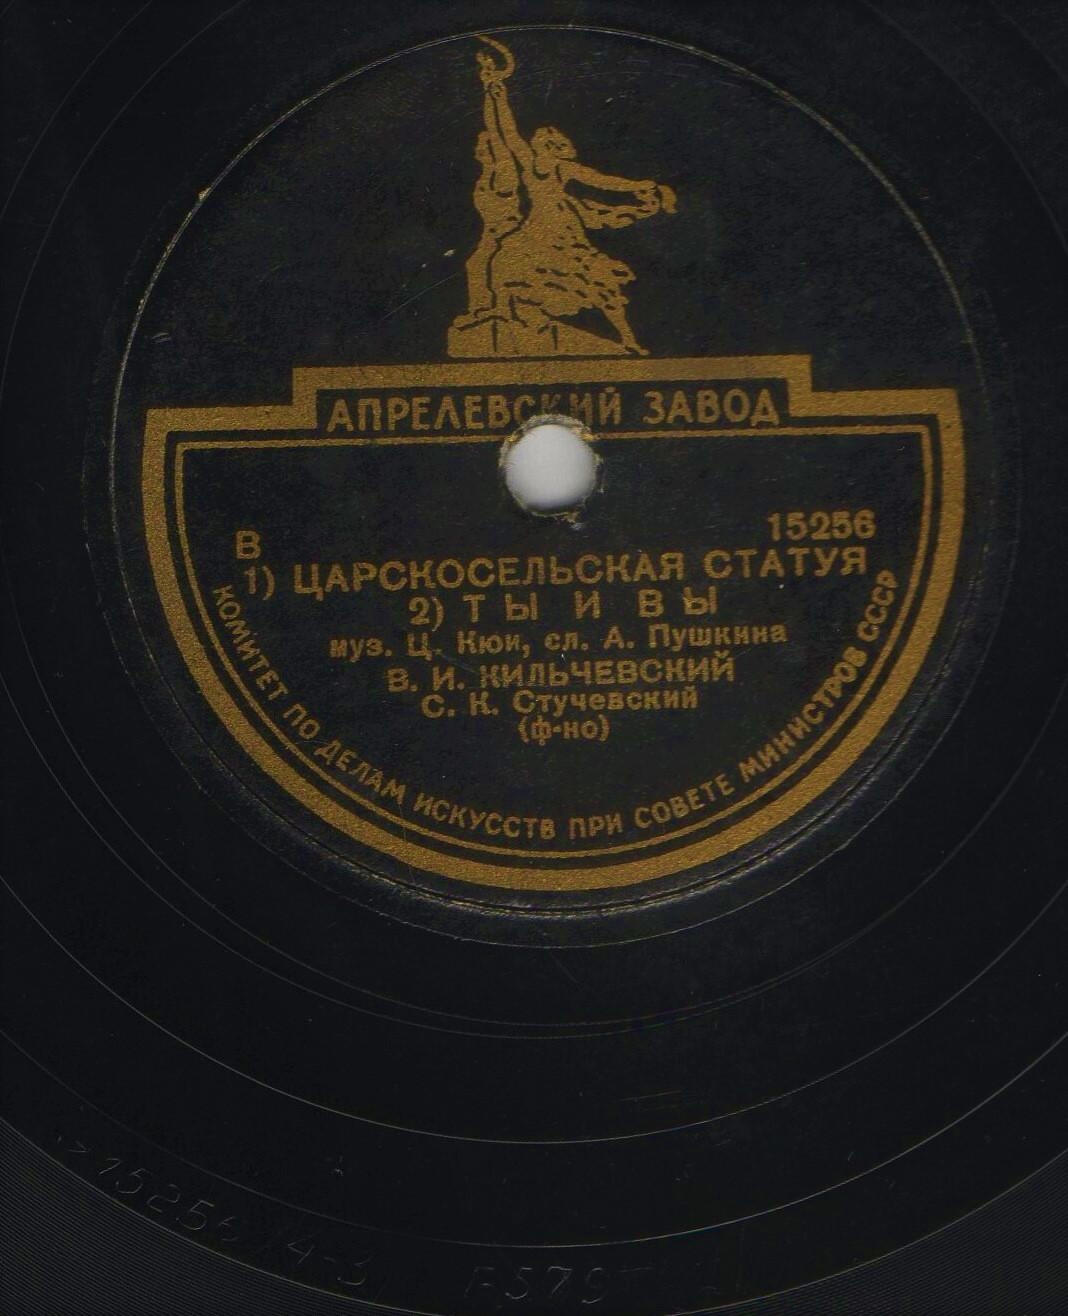 АПРЕЛЕВСКИЙ ЗАВОД
В 15256
1) ЦАРСКОСЕЛЬСКАЯ СТАТУЯ
2) ТЫ И ВЫ
муз. Ц. Кюи, сл. А. Пушкина
В. И. КИЛЬЧЕВСКИЙ
С. К. Стучевский
(ф-но)
КОМИТЕТ ПО ДЕЛАМ ИСКУССТВ ПРИ СОВЕТЕ МИНИСТРОВ СССР
15256